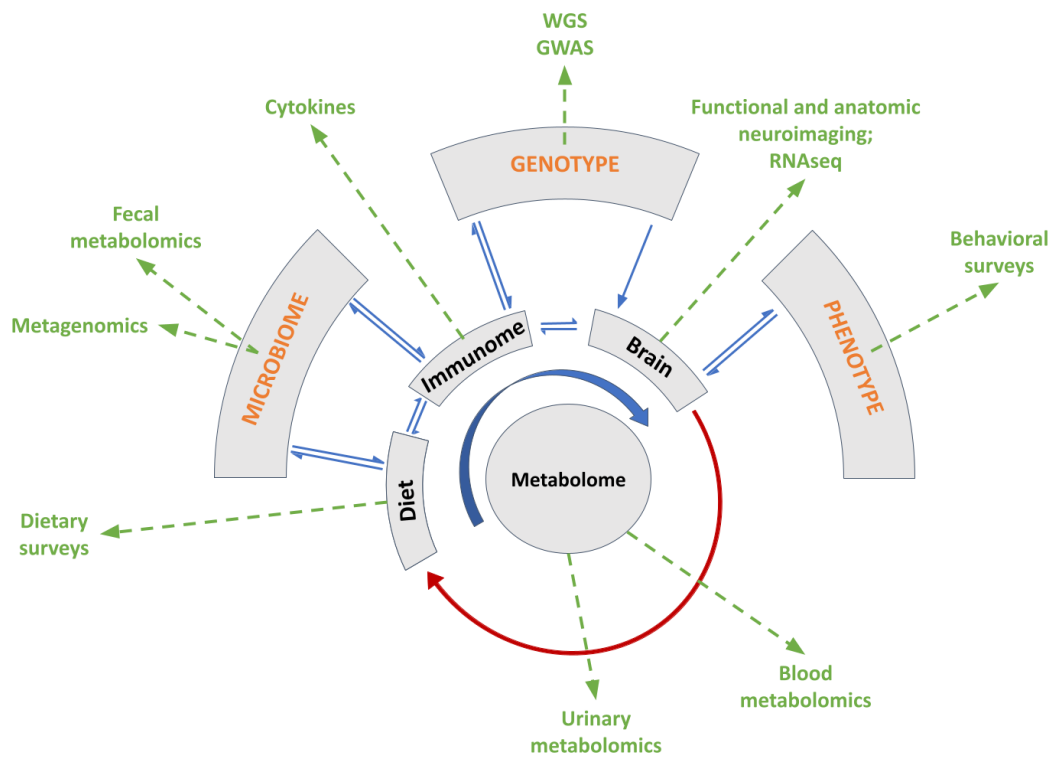 WGS
GWAS
Cytokines
Functional and anatomic
neuroimaging;
RNAseq
GENOTYPE
Fecal
metabolomics
Behavioral
surveys
Metagenomics
MICROBIOME
Immunome
Brain
PHENOTYPE
Diet
Metabolome
Dietary
surveys
Blood
metabolomics
Urinary
metabolomics